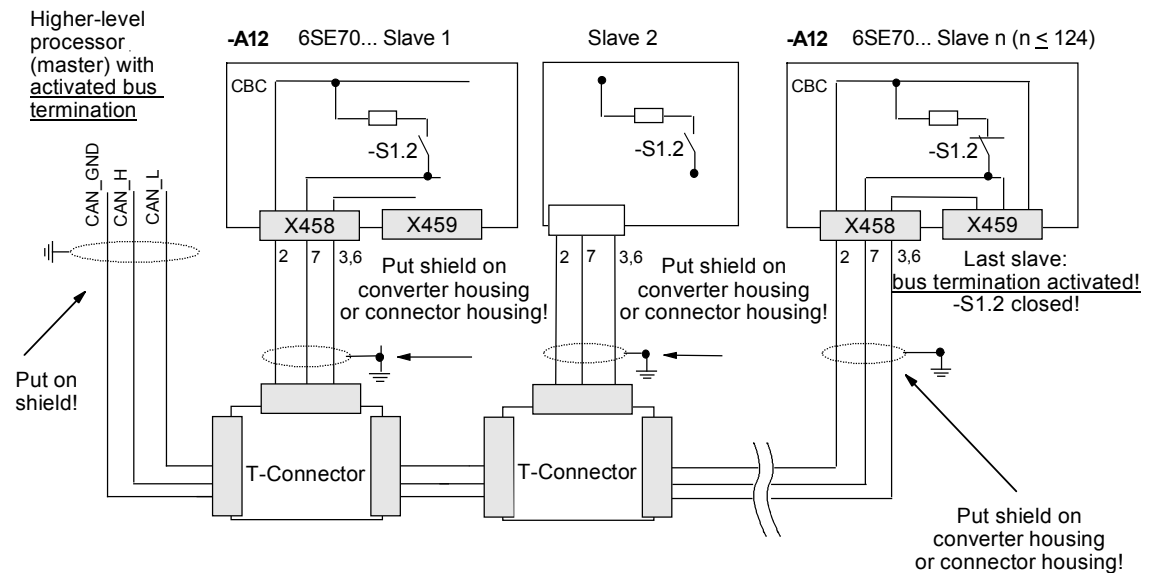 Higher-level
processor
(master) with
activated bus
termination
-A12 6SE70... Slave 1
Slave 2
-A12 6SE70... Slave n (n ≤ 124)
CBC
-S1.2
-S1.2
CBC
-S1.2
CAN_GND
CAN_H
CAN_L
X458
X459
X458
X459
2 7 3,6
Put shield on
converter housing
or connector housing!
2 7 3,6
Put shield on
converter housing
or connector housing!
2 7 3,6
Last slave:
bus termination activated!
-S1.2 closed!
Put on
shield!
T-Connector
T-Connector
Put shield on
converter housing
or connector housing!